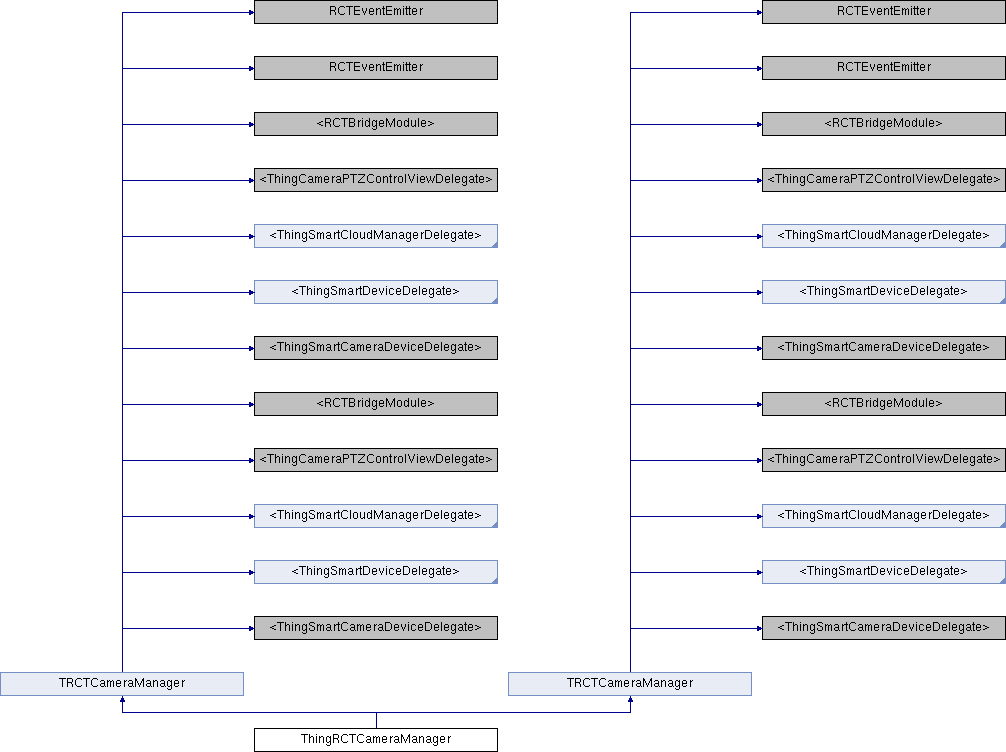 RCTEventEmitter RCTEventEmitter
RCTEventEmitter RCTEventEmitter
<RCTBridgeModule> <RCTBridgeModule>
<ThingCameraPTZControlViewDelegate> <ThingCameraPTZControlViewDelegate>
<ThingSmartCloudManagerDelegate> <ThingSmartCloudManagerDelegate>
<ThingSmartDeviceDelegate> <ThingSmartDeviceDelegate>
<ThingSmartCameraDeviceDelegate> <ThingSmartCameraDeviceDelegate>
<RCTBridgeModule> <RCTBridgeModule>
<ThingCameraPTZControlViewDelegate> <ThingCameraPTZControlViewDelegate>
<ThingSmartCloudManagerDelegate> <ThingSmartCloudManagerDelegate>
<ThingSmartDeviceDelegate> <ThingSmartDeviceDelegate>
<ThingSmartCameraDeviceDelegate> <ThingSmartCameraDeviceDelegate>
TRCTCameraManager TRCTCameraManager
ThingRCTCameraManager